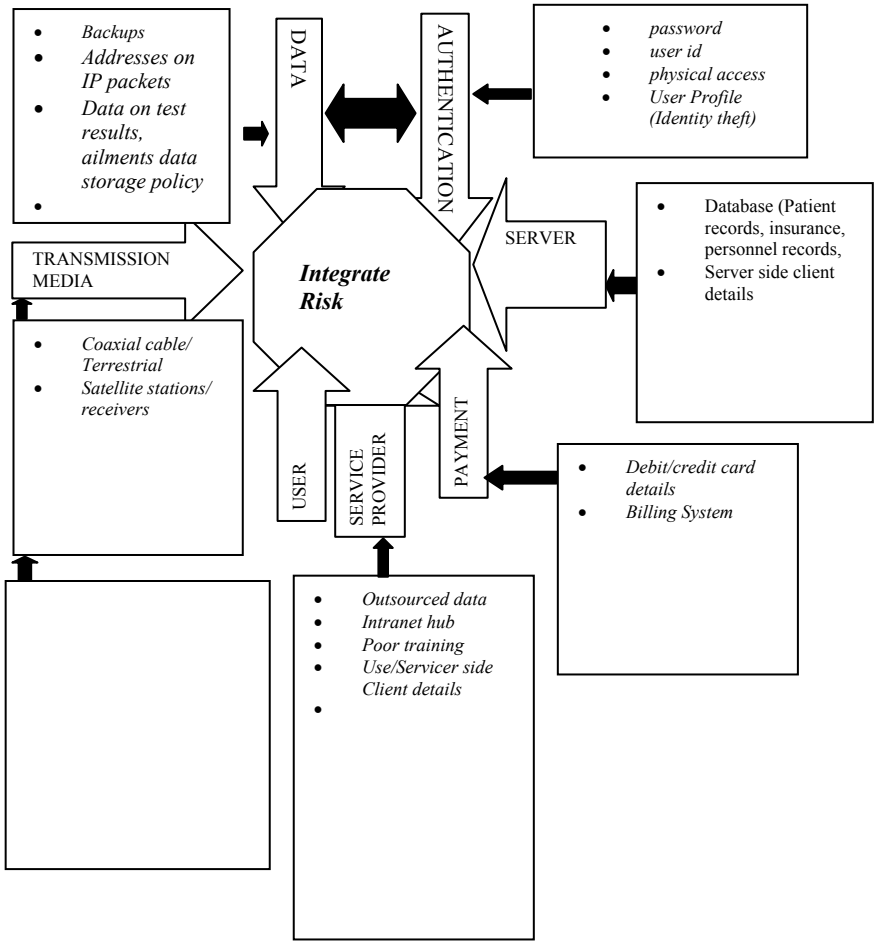 • Backups
• Addresses on
IP packets
• Data on test
results,
ailments data
storage policy
•
DATA
AUTHENTICATION
• password
• user id
• physical access
• User Profile
(Identity theft)
TRANSMISSION
MEDIA
Integrate
Risk
SERVER
• Database (Patient
records, insurance,
personnel records,
• Server side client
details
• Coaxial cable/
Terrestrial
• Satellite stations/
receivers
USER
SERVICE
PROVIDER
PAYMENT
• Debit/credit card
details
• Billing System
• Outsourced data
• Intranet hub
• Poor training
• Use/Servicer side
Client details
•